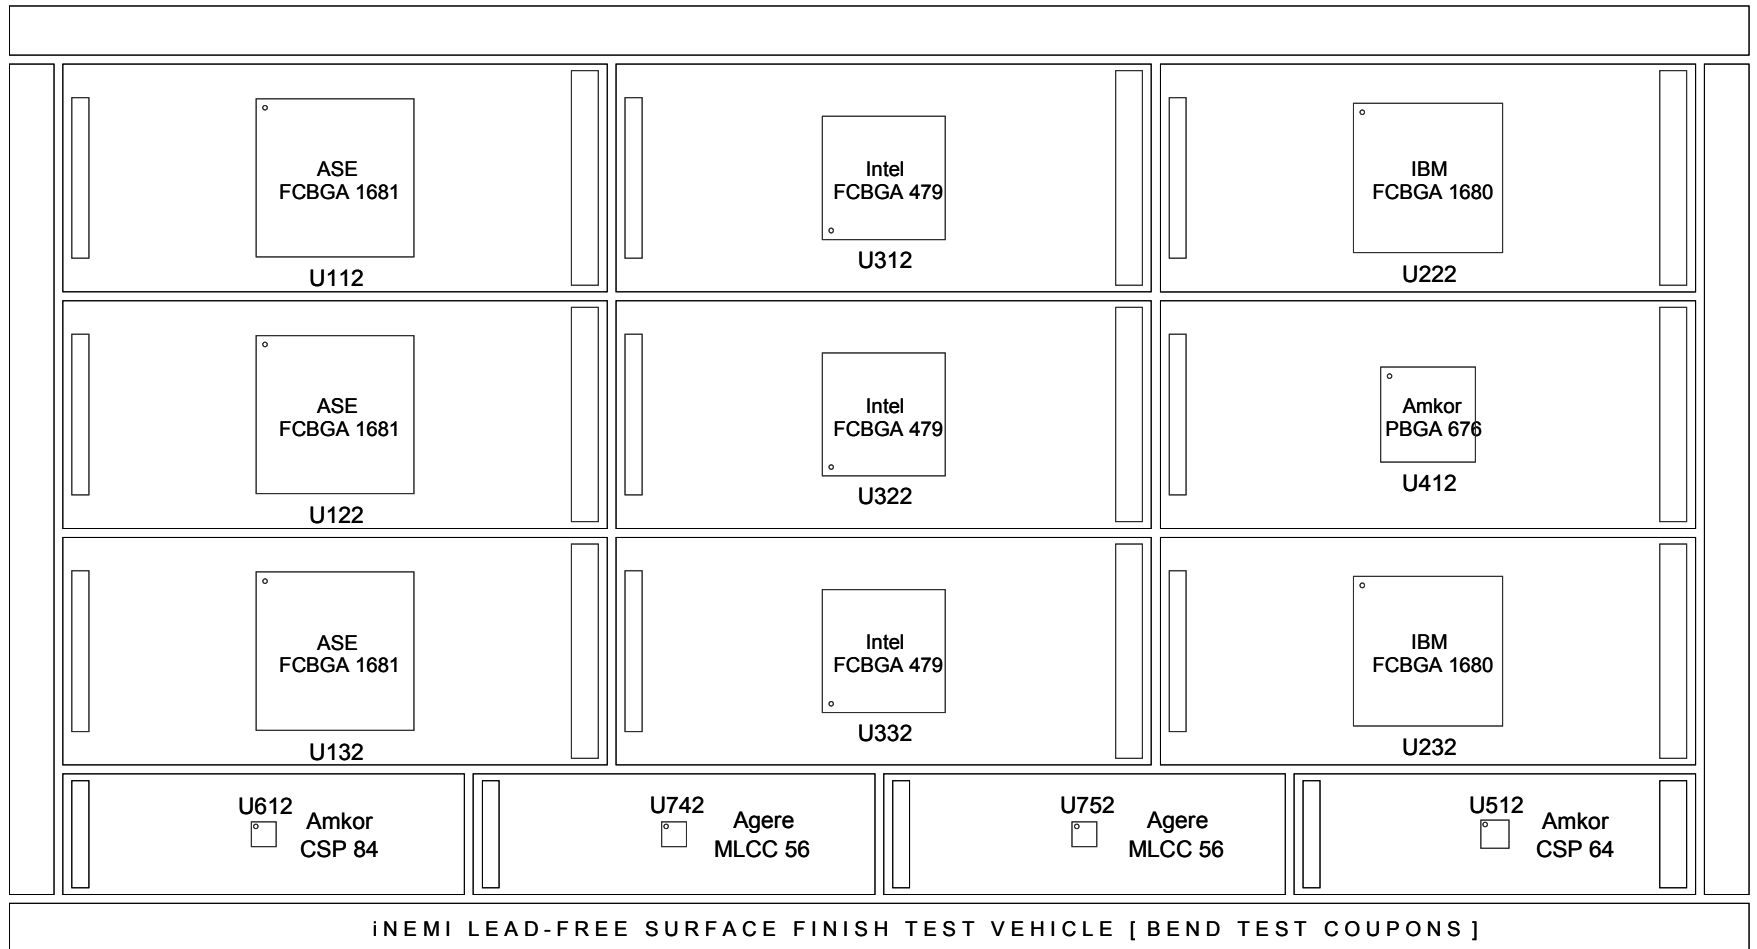 ASE
FCBGA 1681
U112
Intel
FCBGA 479
U312
IBM
FCBGA 1680
U222
ASE
FCBGA 1681
U122
Intel
FCBGA 479
U322
Amkor
PBGA 676
U412
ASE
FCBGA 1681
U132
Intel
FCBGA 479
U332
IBM
FCBGA 1680
U232
U612
Amkor
CSP 84
U742
Agere
MLCC 56
U752
Agere
MLCC 56
U512
Amkor
CSP 64
iNEMI LEAD-FREE SURFACE FINISH TEST VEHICLE [ BEND TEST COUPONS ]